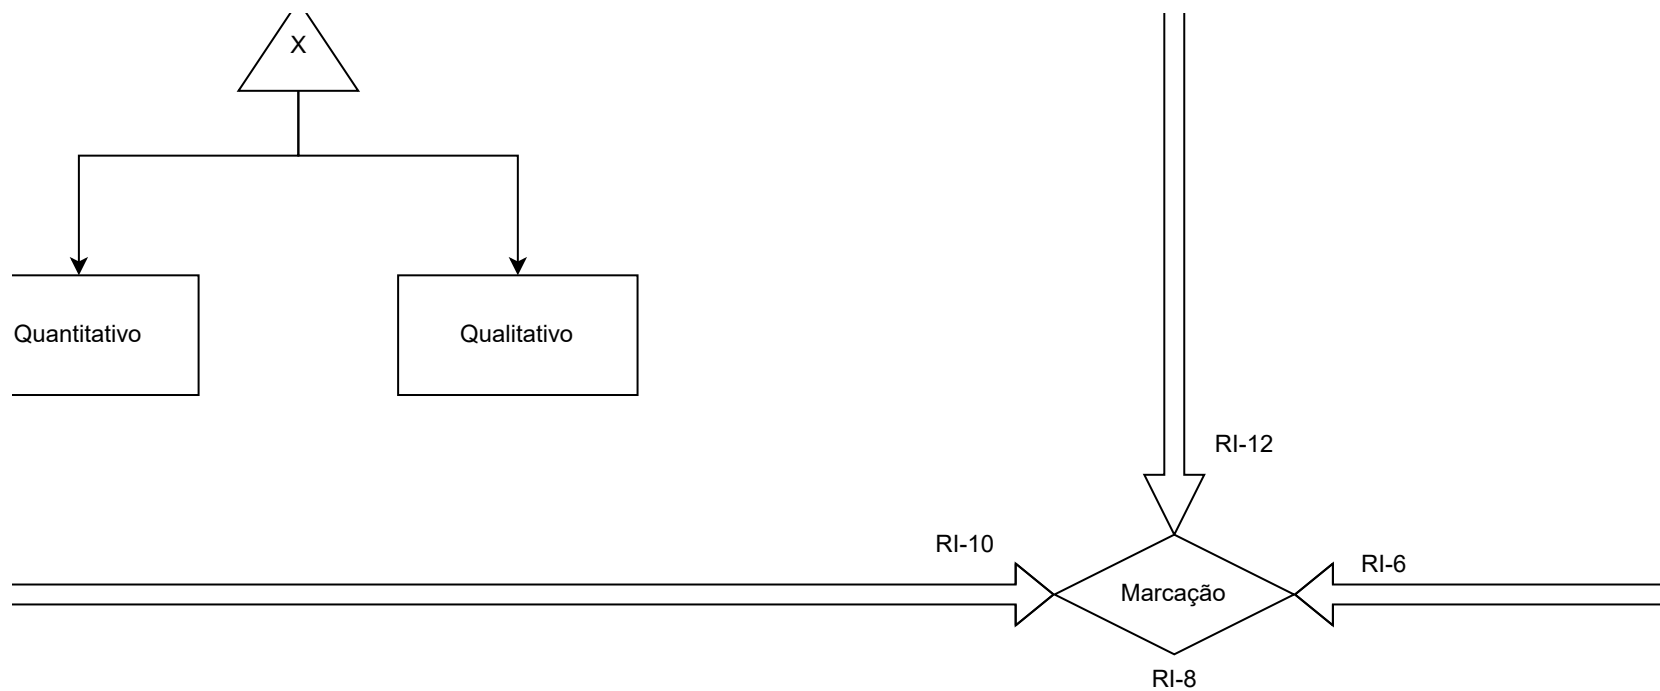 X
Quantitativo
Qualitativo
RI-12
RI-10
RI-6
Marcação
RI-8